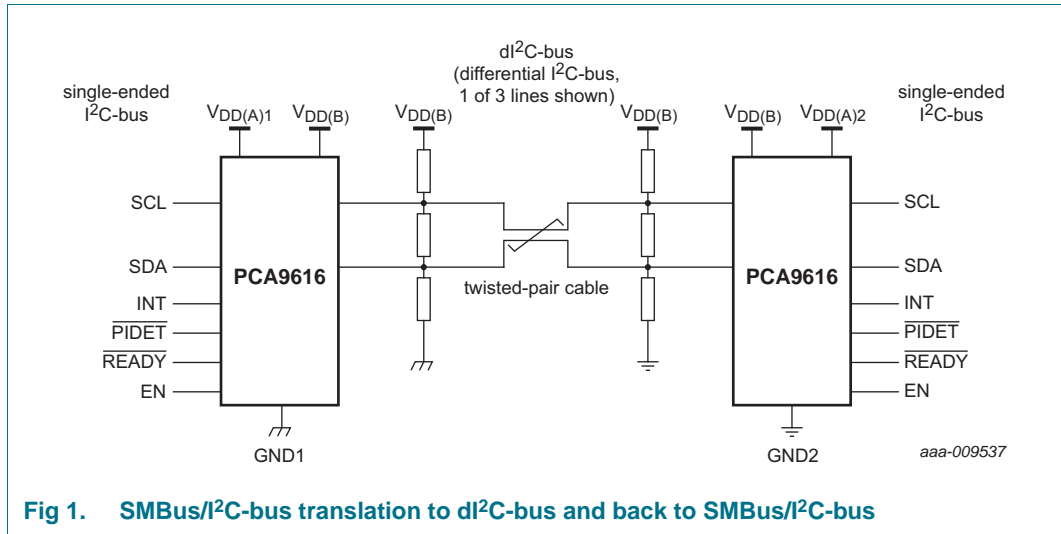 dI²C-bus
(differential I²C-bus,
1 of 3 lines shown)
single-ended
I²C-bus
single-ended
I²C-bus
VDD(A)1
VDD(B)
VDD(B)
VDD(B)
VDD(B)
VDD(A)2
SCL
SCL
SDA
PCA9616
twisted-pair cable
PCA9616
SDA
INT
INT
PIDET
PIDET
READY
READY
EN
EN
GND1
GND2
aaa-009537
Fig 1. SMBus/I²C-bus translation to dI²C-bus and back to SMBus/I²C-bus